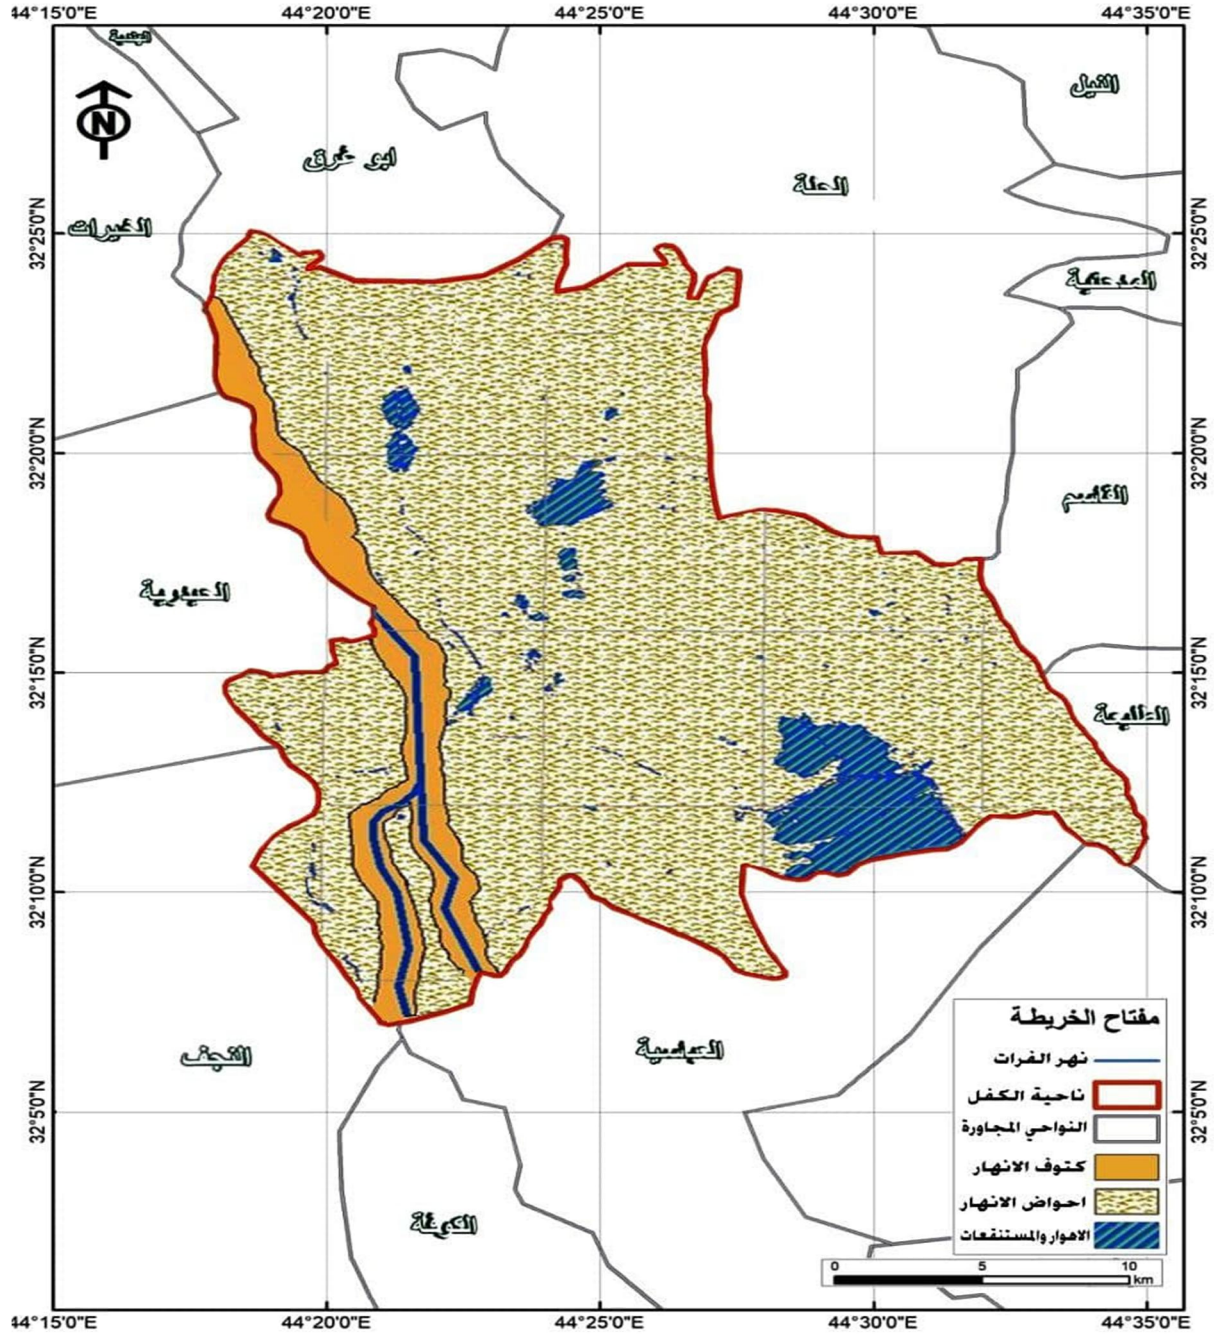 44°15'0"E 44°20'0"E 44°25'0"E 44°30'0"E 44°35'0"E
النيل
N
ابو غرق
الحلة
الخيرات
32°25'0"N 32°25'0"N
المدحتية
32°20'0"N 32°20'0"N
القاسم
الحيدرية
32°15'0"N 32°15'0"N
الطليعة
32°10'0"N 32°10'0"N
النجف
العباسية
32°5'0"N 32°5'0"N
الكوفة
مفتاح الخريطة
نهر الفرات
ناحية الكفل
النواحي المجاورة
كتوف الانهار
احواض الانهار
الاهوار والمستنقعات
0 5 10
km
44°15'0"E 44°20'0"E 44°25'0"E 44°30'0"E 44°35'0"E